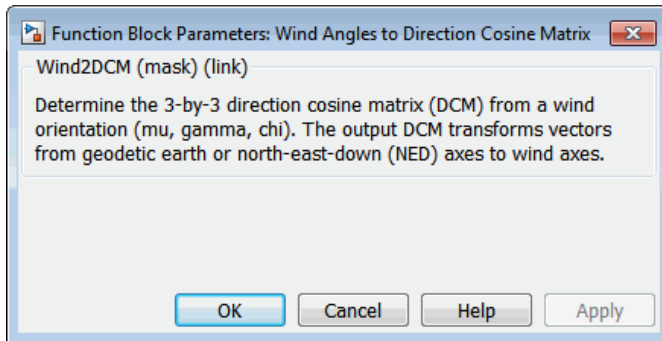 Function Block Parameters: Wind Angles to Direction Cosine Matrix
Wind2DCM (mask) (link)
Determine the 3-by-3 direction cosine matrix (DCM) from a wind
orientation (mu, gamma, chi). The output DCM transforms vectors
from geodetic earth or north-east-down (NED) axes to wind axes.
OK Cancel Help Apply